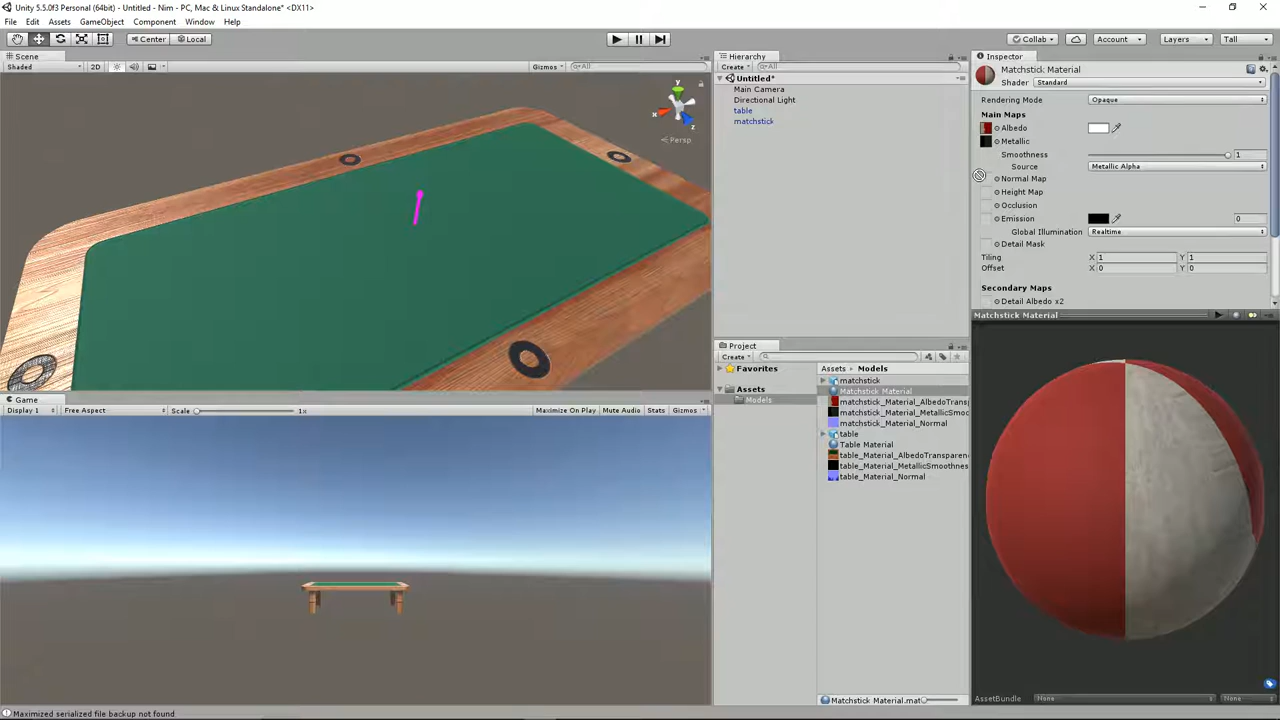 Unity 5.5.0f3 Personal (64bit) - Untitled - Nim - PC, Mac & Linux Standalone* <DX11>
File Edit Assets GameObject Component Window Help
Center Local Collab Account Layers Tall
Scene
Shaded 2D Gizmos All
Persp
y
x
z
Game
Display 1 Free Aspect Scale 1x Maximize On Play Mute Audio Stats Gizmos
Hierarchy
Create All
Untitled*
Main Camera
Directional Light
table
matchstick
Project
Create
Favorites
Assets
Models
Assets Models
matchstick
Matchstick Material
matchstick_Material_AlbedoTransp
matchstick_Material_MetallicSmoo
matchstick_Material_Normal
table
Table Material
table_Material_AlbedoTransparen
table_Material_MetallicSmoothnes
table_Material_Normal
Matchstick Material.mat
Inspector
Matchstick Material
Shader Standard
Rendering Mode Opaque
Main Maps
Albedo
Metallic
Smoothness 1
Source Metallic Alpha
Normal Map
Height Map
Occlusion
Emission 0
Global Illumination Realtime
Detail Mask
Tiling X 1 Y 1
Offset X 0 Y 0
Secondary Maps
Detail Albedo x2
Matchstick Material
AssetBundle None None
Maximized serialized file backup not found